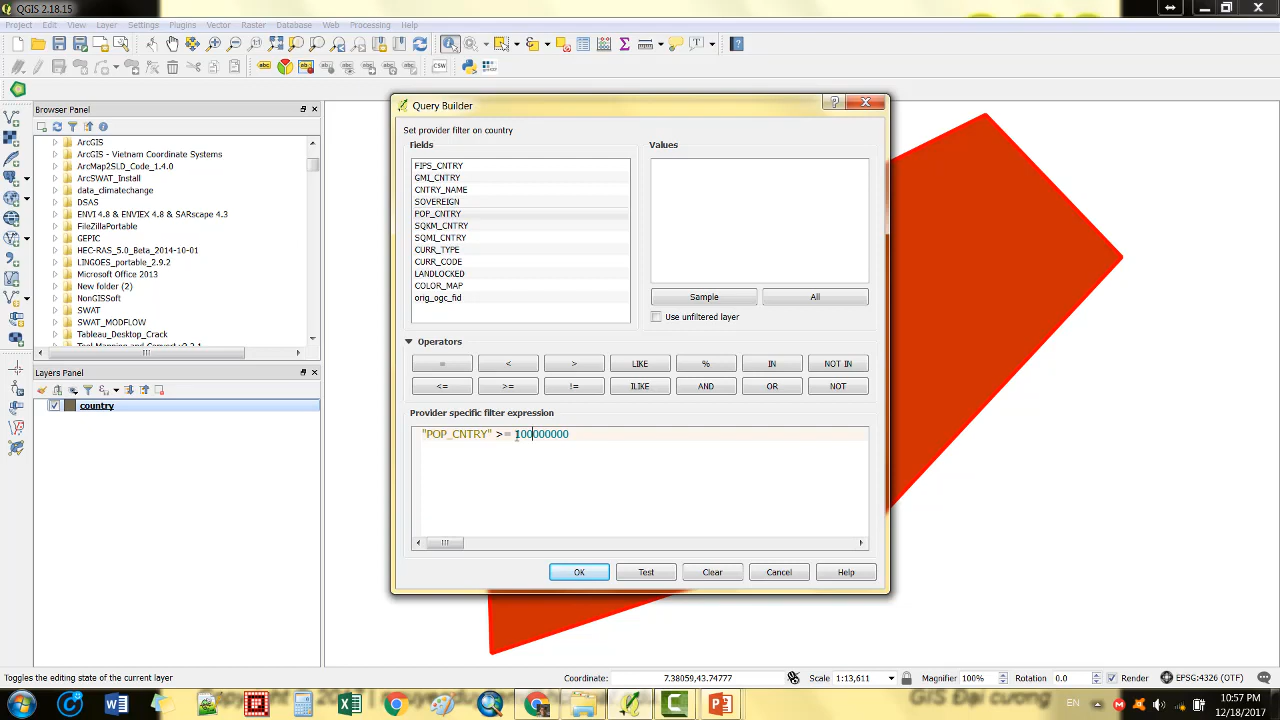 QGIS 2.18.15
Project Edit View Layer Settings Plugins Vector Raster Database Web Processing Help
CSW
Browser Panel
ArcGIS
ArcGIS - Vietnam Coordinate Systems
ArcMap2SLD_Code_1.4.0
ArcSWAT_Install
data_climatechange
DSAS
ENVI 4.8 & ENVIEX 4.8 & SARscape 4.3
FileZillaPortable
GEPIC
HEC-RAS_5.0_Beta_2014-10-01
LINGOES_portable_2.9.2
Microsoft Office 2013
New folder (2)
NonGISSoft
SWAT
SWAT_MODFLOW
Tableau_Desktop_Crack
Layers Panel
country
Query Builder
Set provider filter on country
Fields
FIPS_CNTRY
GMI_CNTRY
CNTRY_NAME
SOVEREIGN
POP_CNTRY
SQKM_CNTRY
SQMI_CNTRY
CURR_TYPE
CURR_CODE
LANDLOCKED
COLOR_MAP
orig_ogc_fid
Values
Sample All
Use unfiltered layer
Operators
= < > LIKE % IN NOT IN
<= >= != ILIKE AND OR NOT
Provider specific filter expression
"POP_CNTRY" >= 100000000
OK Test Clear Cancel Help
Toggles the editing state of the current layer
Coordinate: 7.38059,43.74777 Scale 1:13,611 Magnifier 100% Rotation 0.0 Render EPSG:4326 (OTF)
EN
10:57 PM
12/18/2017